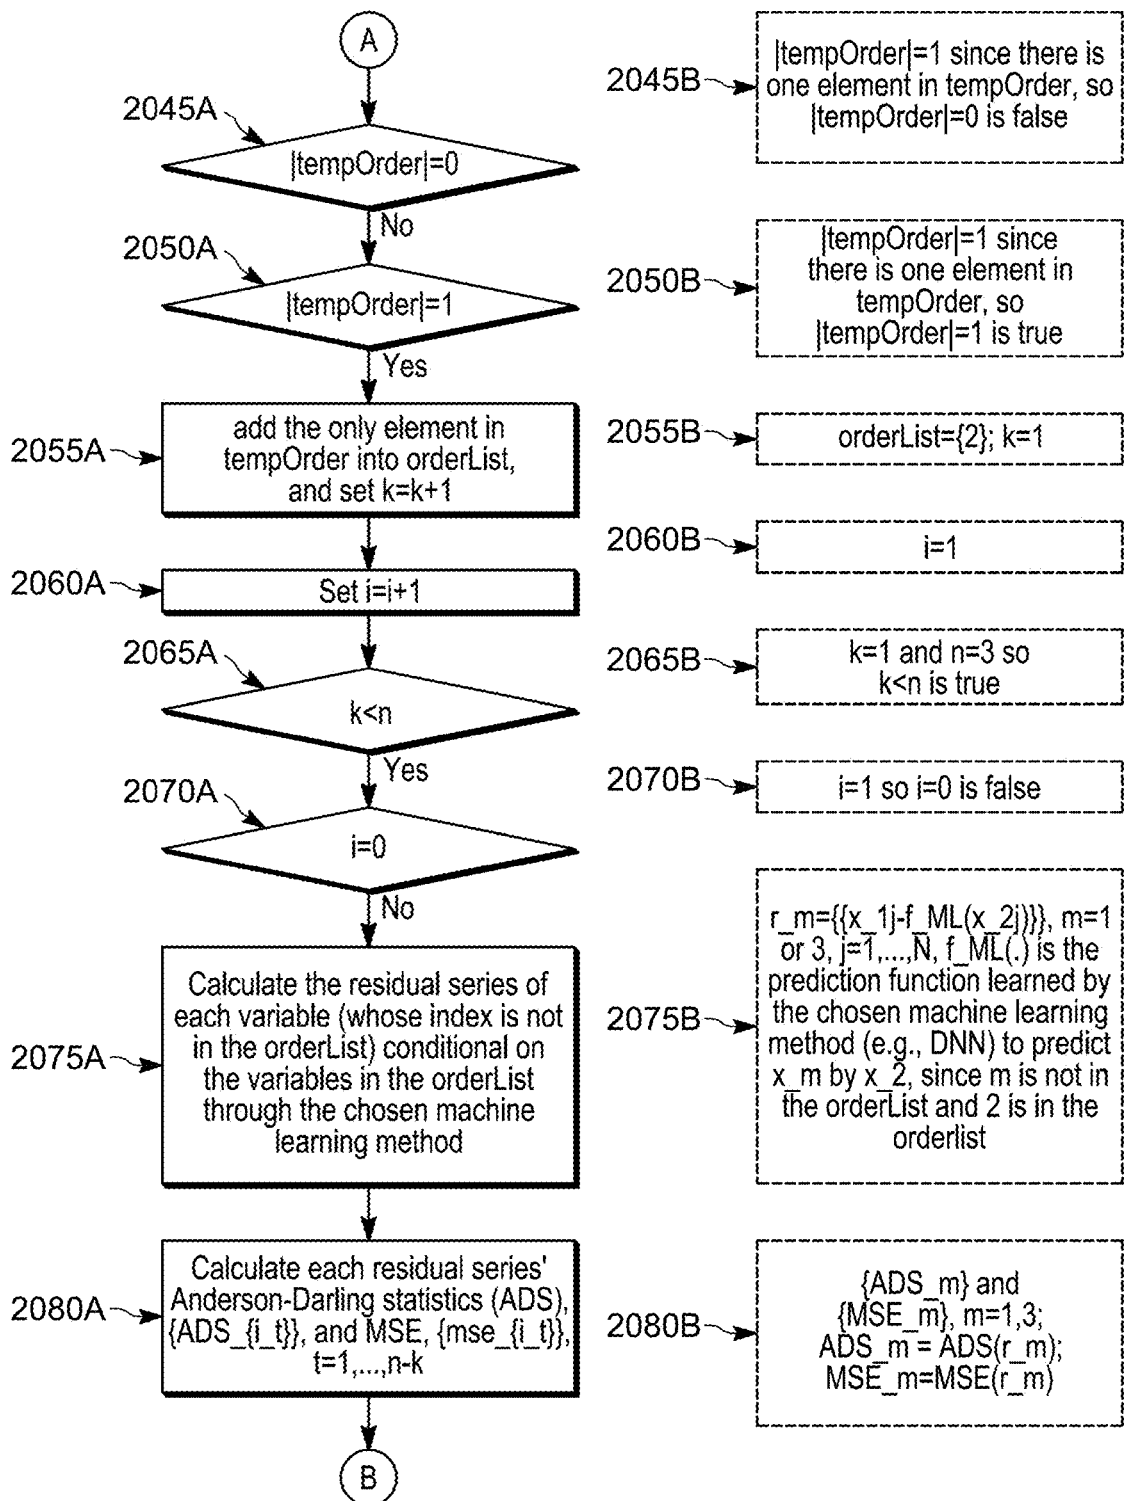 A
2045A
|tempOrder|=0
No
2050A
|tempOrder|=1
Yes
2055A
add the only element in
tempOrder into orderList,
and set k=k+1
2060A
Set i=i+1
2065A
k<n
Yes
2070A
i=0
No
2075A
Calculate the residual series of
each variable (whose index is not
in the orderList) conditional on
the variables in the orderList
through the chosen machine
learning method
2080A
Calculate each residual series'
Anderson-Darling statistics (ADS),
{ADS_{i_t}}, and MSE, {mse_{i_t}},
t=1,...,n-k
B
2045B
|tempOrder|=1 since there is
one element in tempOrder, so
|tempOrder|=0 is false
2050B
|tempOrder|=1 since
there is one element in
tempOrder, so
|tempOrder|=1 is true
2055B
orderList={2}; k=1
2060B
i=1
2065B
k=1 and n=3 so
k<n is true
2070B
i=1 so i=0 is false
2075B
r_m={{x_1j-f_ML(x_2j)}}, m=1
or 3, j=1,...,N, f_ML(.) is the
prediction function learned by
the chosen machine learning
method (e.g., DNN) to predict
x_m by x_2, since m is not in
the orderList and 2 is in the
orderlist
2080B
{ADS_m} and
{MSE_m}, m=1,3;
ADS_m = ADS(r_m);
MSE_m=MSE(r_m)